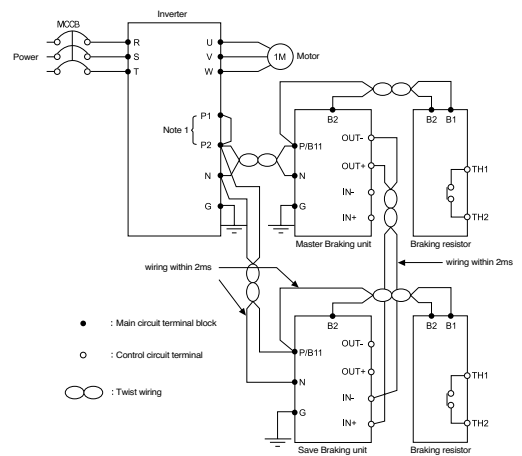 Inverter
MCCB
Power
R
S
T
U
V
W
1M
Motor
P1
Note 1
P2
N
G
B2
P/B11
N
G
OUT-
OUT+
IN-
IN+
Master Braking unit
B2 B1
TH1
TH2
Braking resistor
wiring within 2ms
wiring within 2ms
B2
P/B11
N
G
OUT-
OUT+
IN-
IN+
Save Braking unit
B2 B1
TH1
TH2
Braking resistor
: Main circuit terminal block
: Control circuit terminal
: Twist wiring